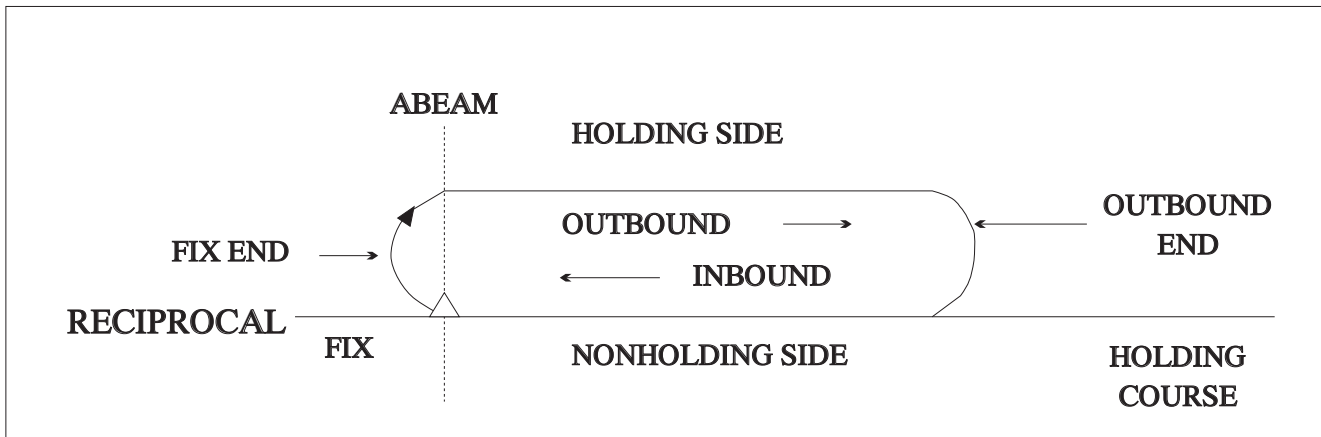 ABEAM
HOLDING SIDE
OUTBOUND
OUTBOUND
END
FIX END
INBOUND
RECIPROCAL
FIX
NONHOLDING SIDE
HOLDING
COURSE